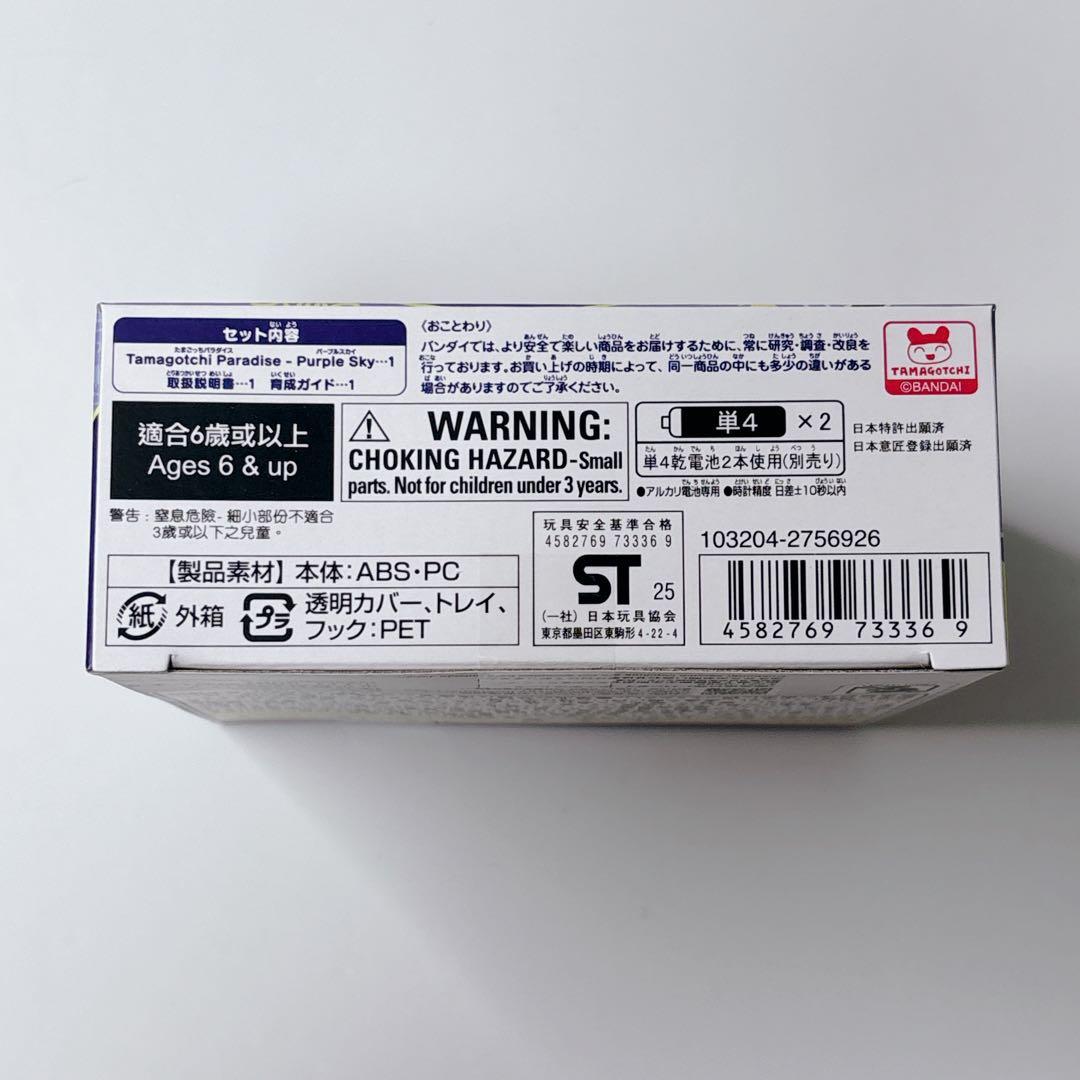 セット内容
Tamagotchi Paradise - Purple Sky…1
取扱説明書…1 育成ガイド…1
〈おことわり〉
バンダイでは、より安全で楽しい商品をお届けするために、常に研究・調査・改良を
行っております。お買い上げの時期によって、同一商品の中にも多少の違いがある
場合がありますのでご了承ください。
TAMAGOTCHI
©BANDAI
適合6歲或以上
Ages 6 & up
WARNING:
CHOKING HAZARD-Small
parts. Not for children under 3 years.
単4 ×2
単4乾電池2本使用(別売り)
●アルカリ電池専用 ●時計精度 日差±10秒以内
日本特許出願済
日本意匠登録出願済
警告：窒息危險 - 細小部份不適合
3歲或以下之兒童。
【製品素材】本体：ABS・PC
紙 外箱
プラ 透明カバー、トレイ、
フック：PET
玩具安全基準合格
4582769 73336 9
ST 25
(一社) 日本玩具協会
東京都墨田区東駒形4-22-4
103204-2756926
4582769 73336 9